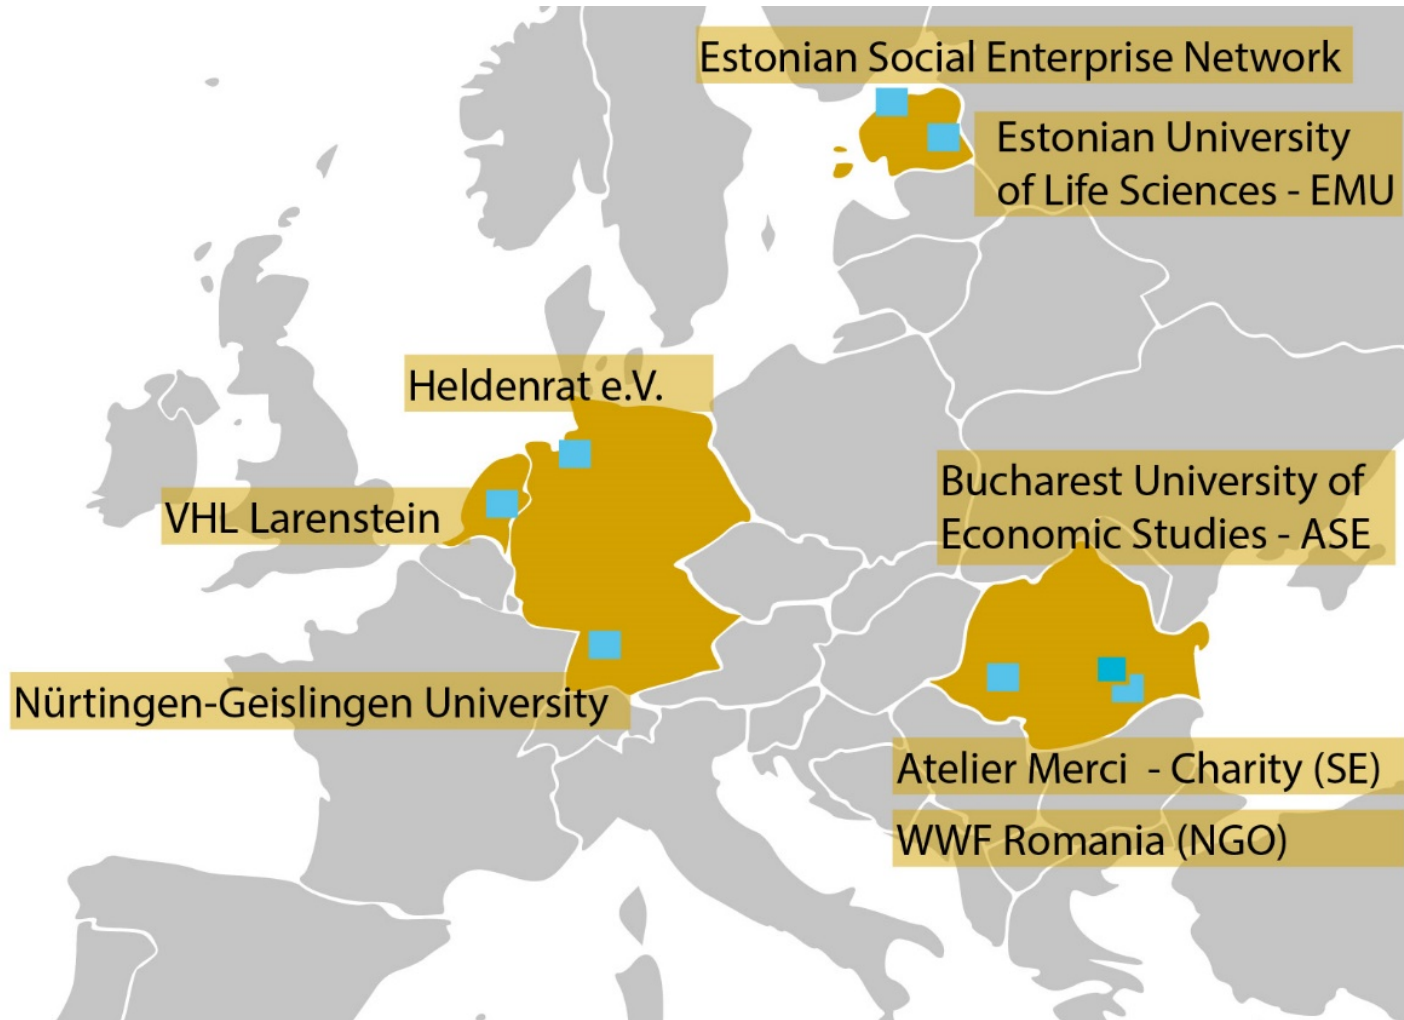 Estonian Social Enterprise Network
Estonian University
of Life Sciences - EMU
Heldenrat e.V.
VHL Larenstein
Bucharest University of
Economic Studies - ASE
Nürtingen-Geislingen University
Atelier Merci - Charity (SE)
WWF Romania (NGO)